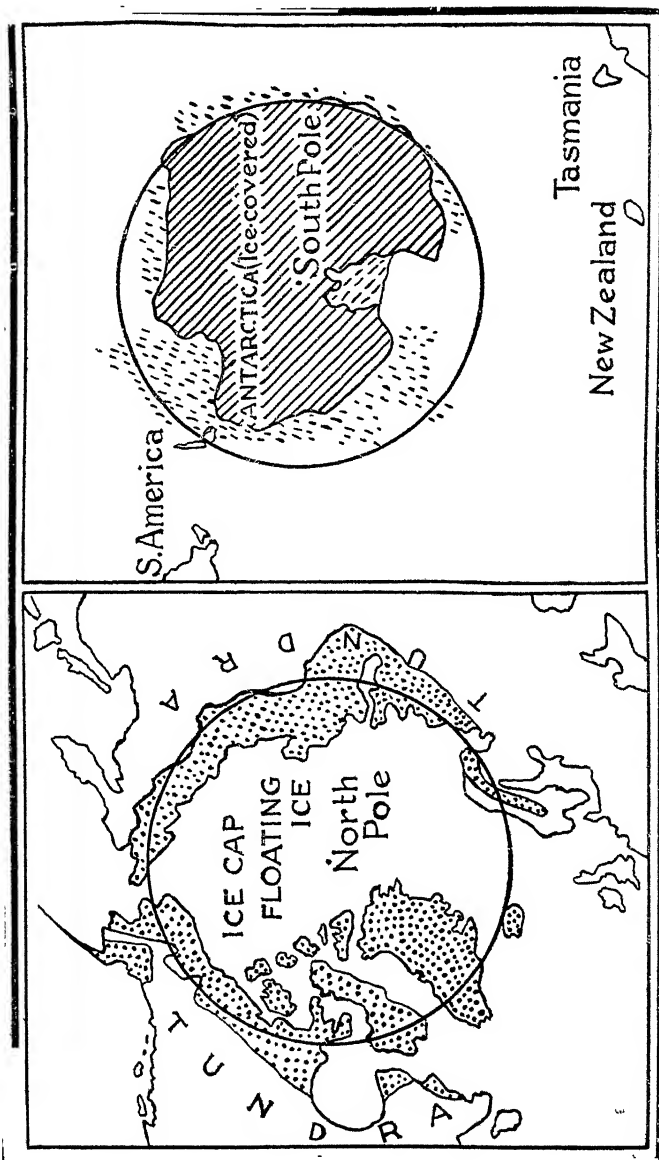 TUNDRA
TUNDRA
ICE CAP
FLOATING
ICE
North
Pole
S. America
ANTARCTICA (Ice covered)
South Pole
New Zealand
Tasmania